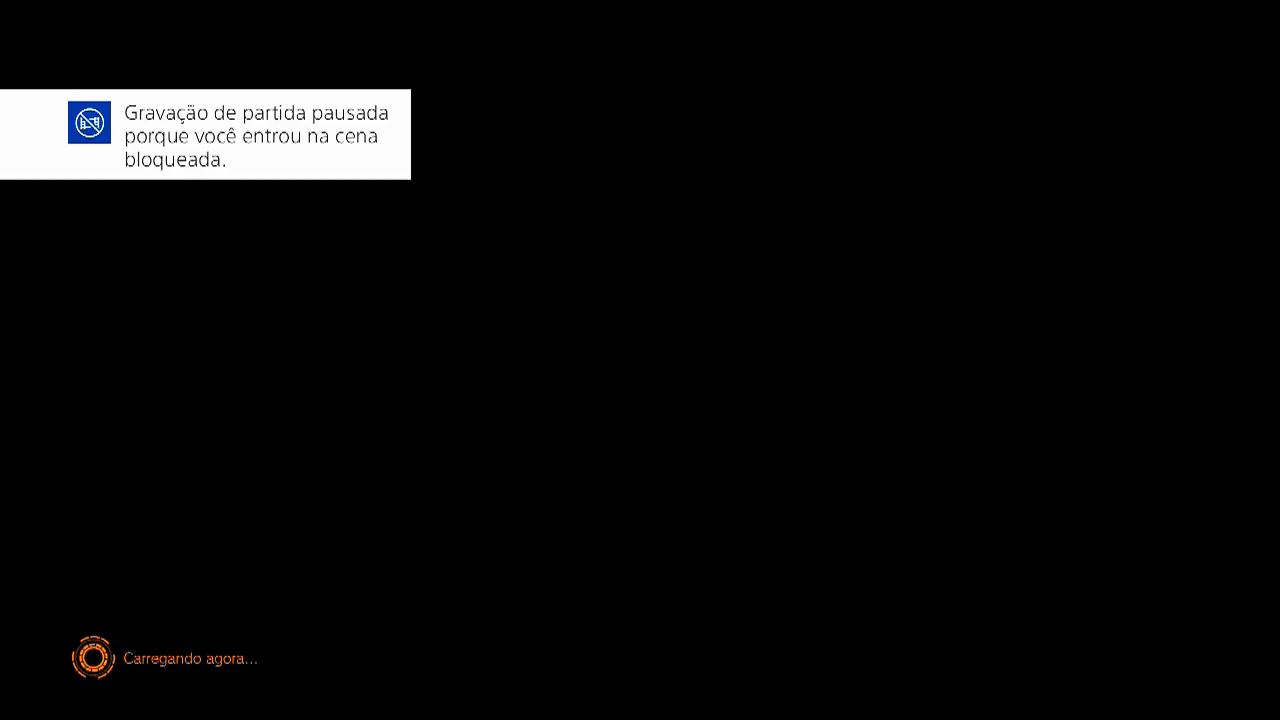 Gravação de partida pausada
porque você entrou na cena
bloqueada.
Carregando agora...